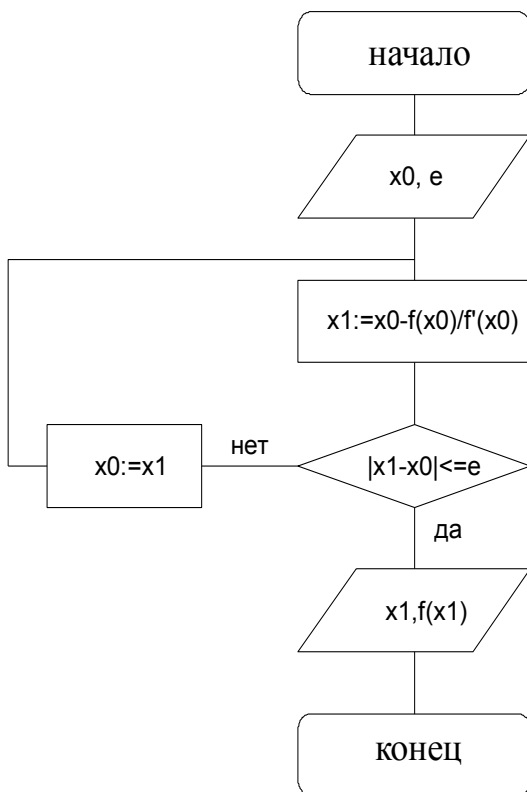 начало
x0, e
x1:=x0-f(x0)/f'(x0)
|x1-x0|<=e
нет
x0:=x1
да
x1,f(x1)
конец